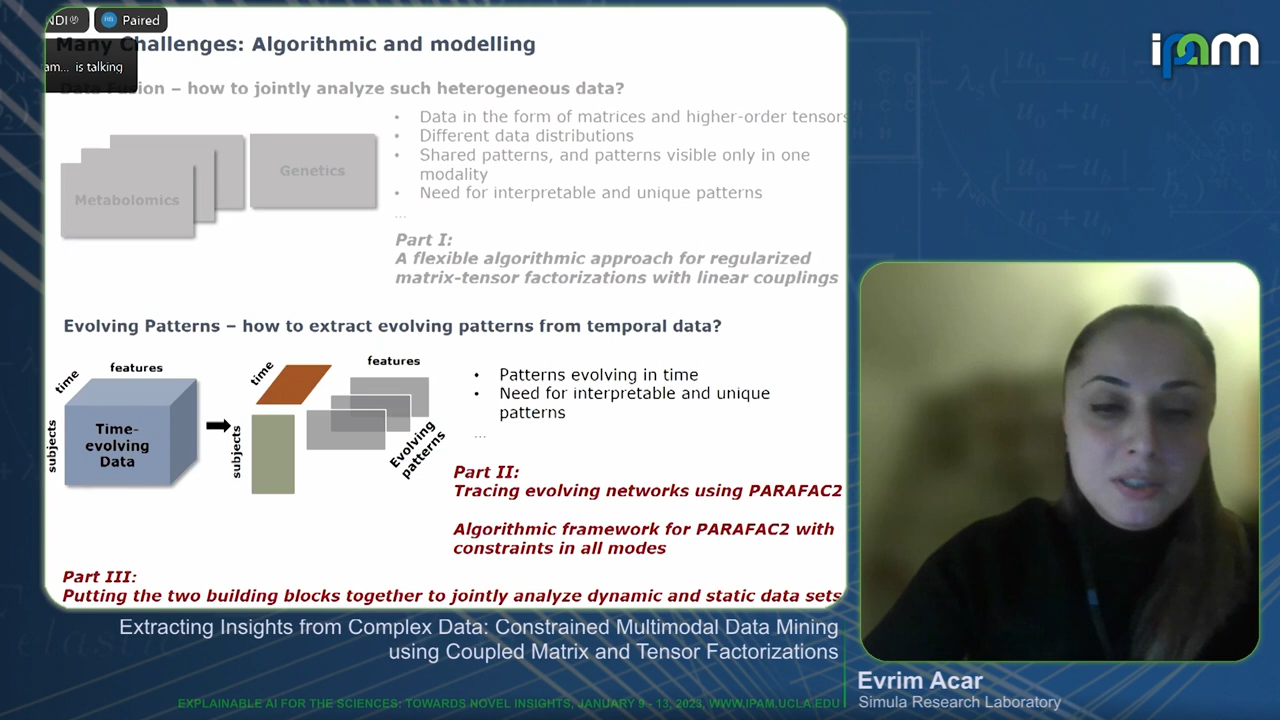 NDI
Paired
am... is talking
Many Challenges: Algorithmic and modelling
Data Fusion – how to jointly analyze such heterogeneous data?
• Data in the form of matrices and higher-order tensors
• Different data distributions
• Shared patterns, and patterns visible only in one
modality
• Need for interpretable and unique patterns
...
Metabolomics
Genetics
Part I:
A flexible algorithmic approach for regularized
matrix-tensor factorizations with linear couplings
Evolving Patterns – how to extract evolving patterns from temporal data?
time
features
subjects
Time-
evolving
Data
time
features
subjects
Evolving
patterns
• Patterns evolving in time
• Need for interpretable and unique
patterns
...
Part II:
Tracing evolving networks using PARAFAC2
Algorithmic framework for PARAFAC2 with
constraints in all modes
Part III:
Putting the two building blocks together to jointly analyze dynamic and static data sets
ipam
Extracting Insights from Complex Data: Constrained Multimodal Data Mining
using Coupled Matrix and Tensor Factorizations
Evrim Acar
Simula Research Laboratory
EXPLAINABLE AI FOR THE SCIENCES: TOWARDS NOVEL INSIGHTS, JANUARY 9 - 13, 2023, WWW.IPAM.UCLA.EDU